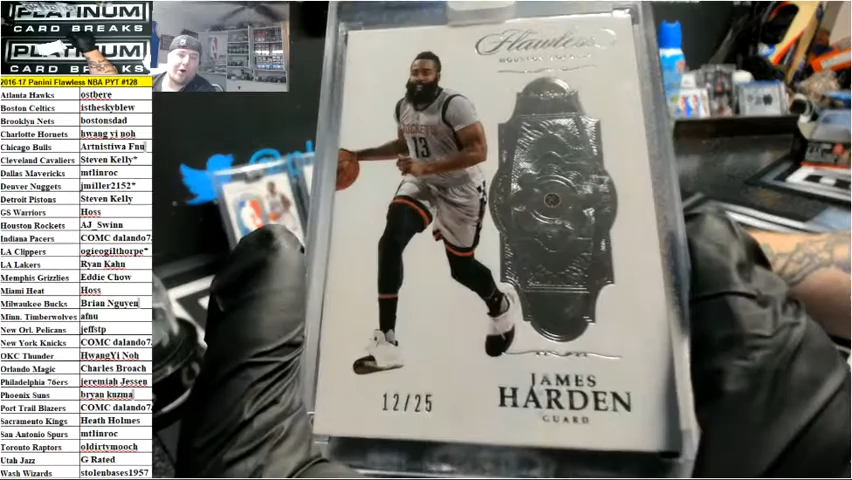 PLATINUM
CARD BREAKS
PLATINUM
CARD BREAKS
2016-17 Panini Flawless NBA PYT #128
Atlanta Hawks ostbere
Boston Celtics istheskyblew
Brooklyn Nets bostonsdad
Charlotte Hornets hwang yi noh
Chicago Bulls Artnistiwa Fnu
Cleveland Cavaliers Steven Kelly*
Dallas Mavericks mtlinroc
Denver Nuggets jmiller2152*
Detroit Pistons Steven Kelly
GS Warriors Hoss
Houston Rockets AJ_Swinn
Indiana Pacers COMC dalando7
LA Clippers ogieogilthorpe*
LA Lakers Ryan Kahn
Memphis Grizzlies Eddie Chow
Miami Heat Hoss
Milwaukee Bucks Brian Nguyen
Minn. Timberwolves afnu
New Orl. Pelicans jeffstp
New York Knicks COMC dalando7
OKC Thunder HwangYi Noh
Orlando Magic Charles Broach
Philadelphia 76ers jeremiah Jessen
Phoenix Suns bryan kuzma
Port Trail Blazers COMC dalando7
Sacramento Kings Heath Holmes
San Antonio Spurs mtlinroc
Toronto Raptors oldirtymooch
Utah Jazz G Rated
Wash Wizards stolenbases1957
Flawless
ROCKETS
13
12/25
JAMES
HARDEN
GUARD